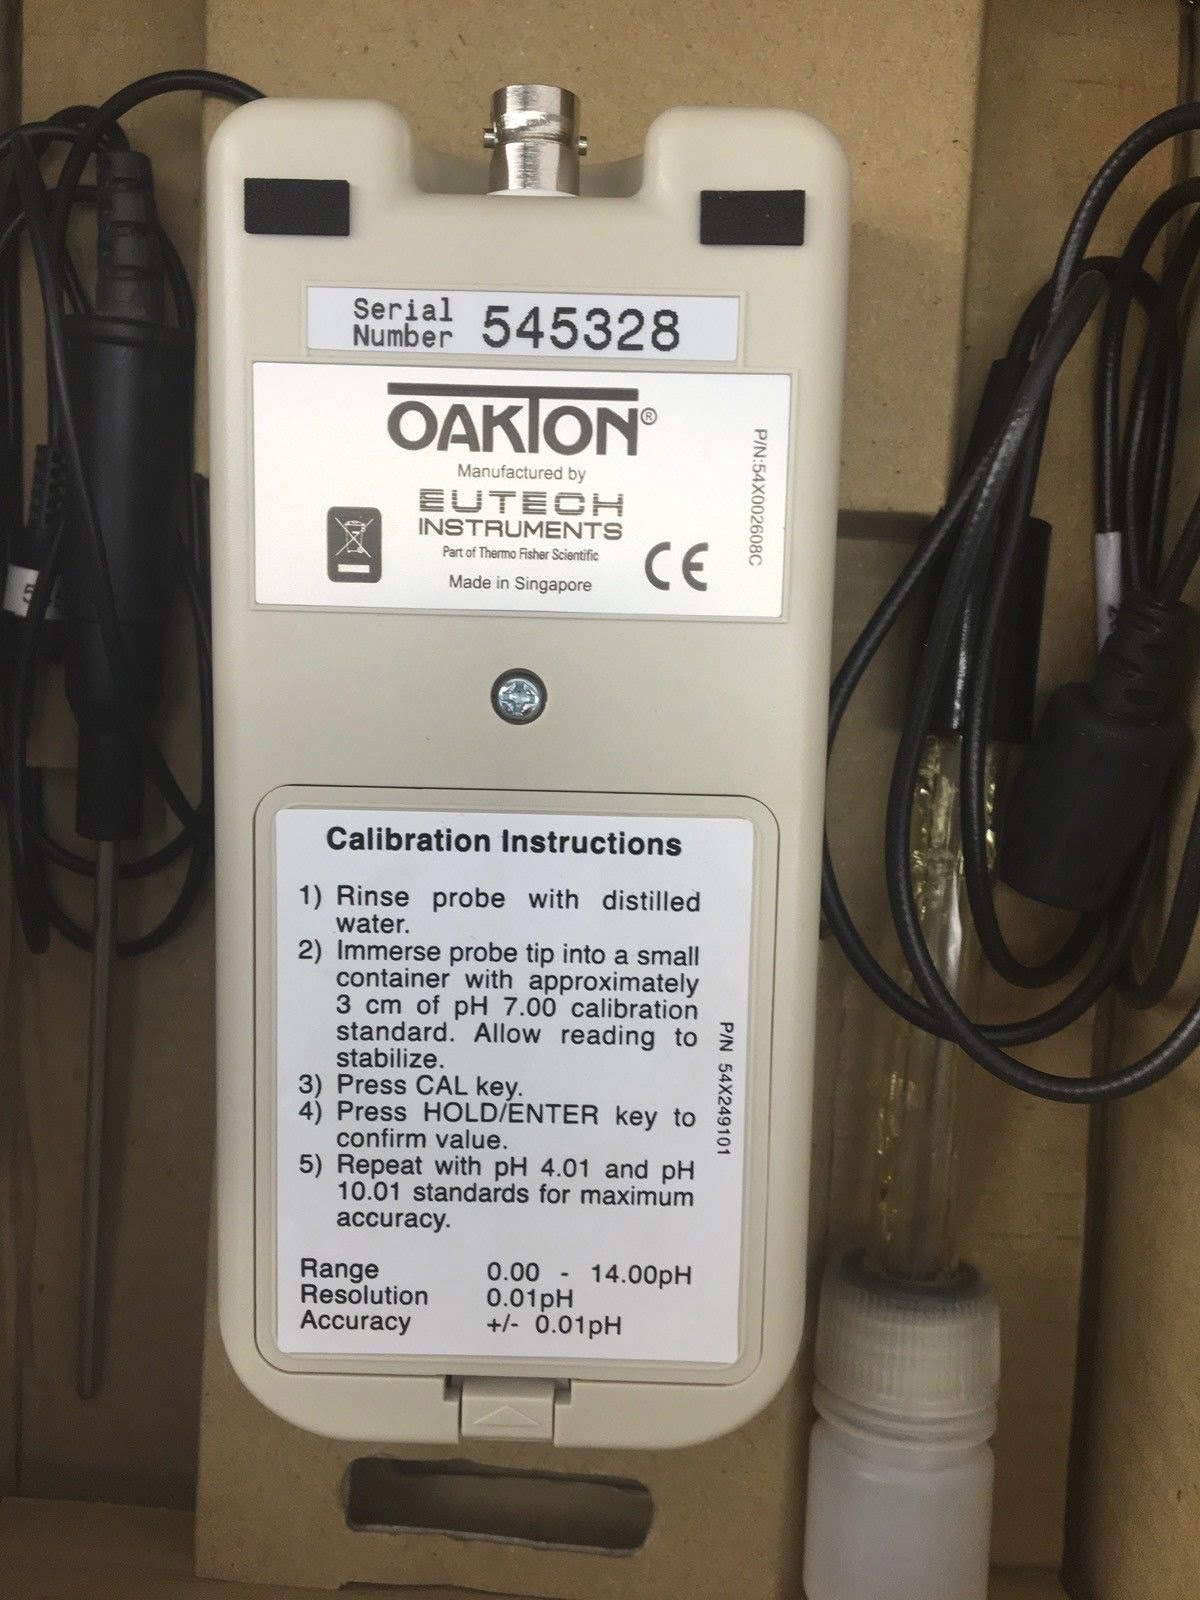 Serial
Number 545328
OAKTON®
Manufactured by
EUTECH
INSTRUMENTS
Part of Thermo Fisher Scientific
Made in Singapore
CE
P/N:54X002608C
Calibration Instructions
1) Rinse probe with distilled
water.
2) Immerse probe tip into a small
container with approximately
3 cm of pH 7.00 calibration
standard. Allow reading to
stabilize.
3) Press CAL key.
4) Press HOLD/ENTER key to
confirm value.
5) Repeat with pH 4.01 and pH
10.01 standards for maximum
accuracy.
Range 0.00 - 14.00pH
Resolution 0.01pH
Accuracy +/- 0.01pH
P/N 54X249101
5